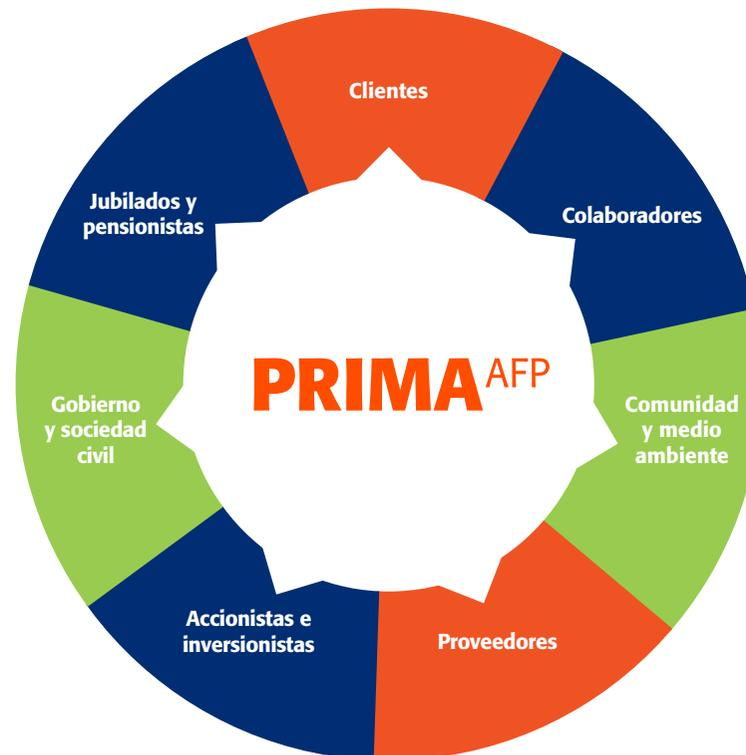 Clientes
Colaboradores
Comunidad
y medio
ambiente
Proveedores
Accionistas e
inversionistas
Gobierno
y sociedad
civil
Jubilados y
pensionistas
PRIMA AFP